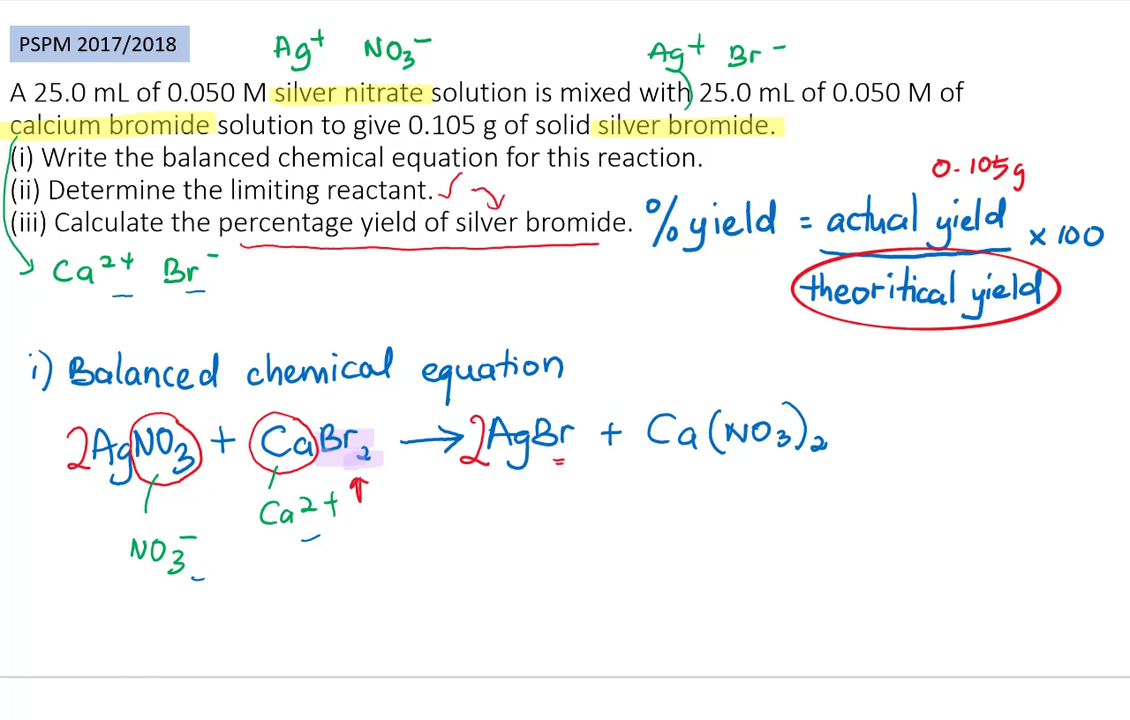 PSPM 2017/2018
Ag⁺ NO₃⁻
Ag⁺ Br⁻
A 25.0 mL of 0.050 M silver nitrate solution is mixed with 25.0 mL of 0.050 M of
calcium bromide solution to give 0.105 g of solid silver bromide.
(i) Write the balanced chemical equation for this reaction.
(ii) Determine the limiting reactant.
(iii) Calculate the percentage yield of silver bromide.
0.105g
% yield = actual yield × 100
theoritical yield
Ca²⁺ Br⁻
i) Balanced chemical equation
2AgNO₃ + CaBr₂ → 2AgBr + Ca(NO₃)₂
Ca²⁺
NO₃⁻